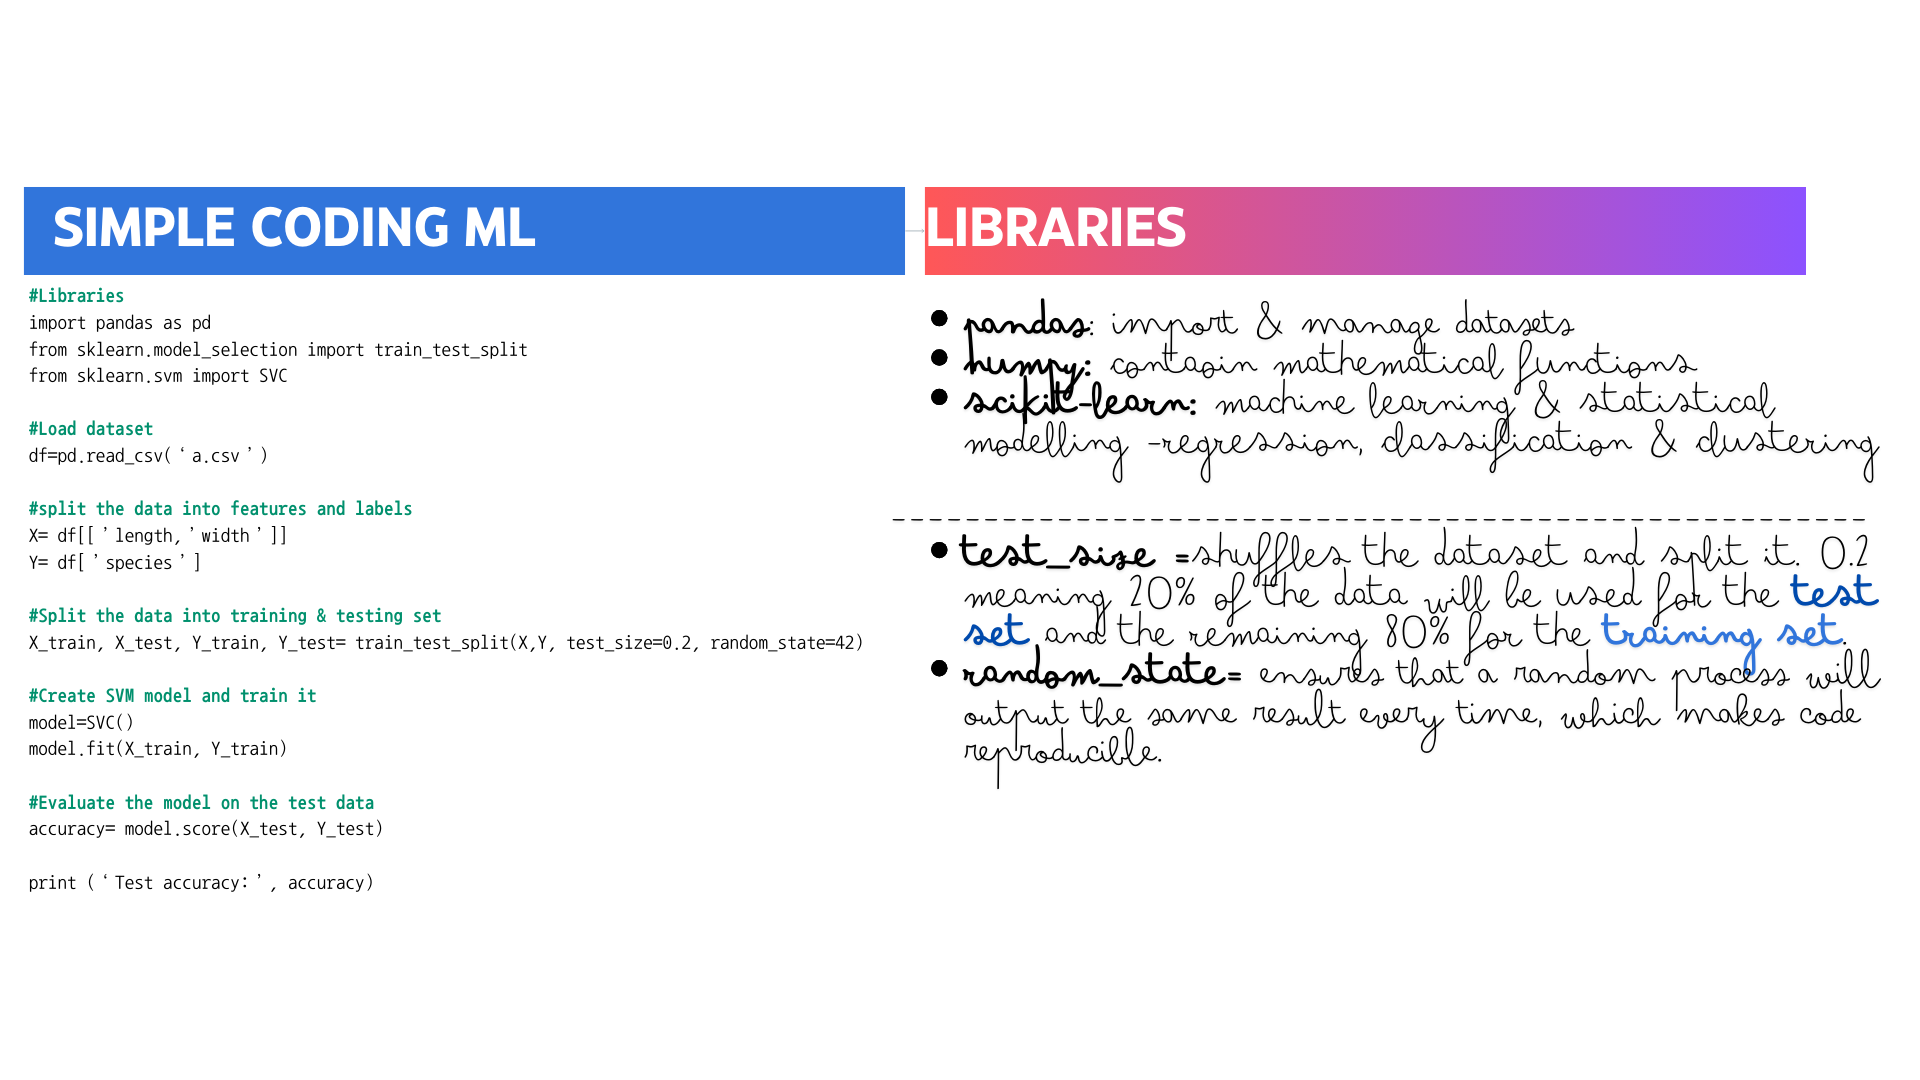 SIMPLE CODING ML
#Libraries
import pandas as pd
from sklearn.model_selection import train_test_split
from sklearn.svm import SVC
#Load dataset
df=pd.read_csv(‘a.csv’)
#split the data into features and labels
X= df[[’length,’width’]]
Y= df[’species’]
#Split the data into training & testing set
X_train, X_test, Y_train, Y_test= train_test_split(X,Y, test_size=0.2, random_state=42)
#Create SVM model and train it
model=SVC()
model.fit(X_train, Y_train)
#Evaluate the model on the test data
accuracy= model.score(X_test, Y_test)
print (‘Test accuracy:’, accuracy)
LIBRARIES
pandas: import & manage datasets
numpy: contaoin mathematical functions
scikit-learn: machine learning & statistical
modelling -regression, classification & clustering
test_size =shuffles the dataset and split it. 0.2
meaning 20% of the data will be used for the test
set and the remaining 80% for the training set.
random_state= ensures that a random process will
output the same result every time, which makes code
reproducible.